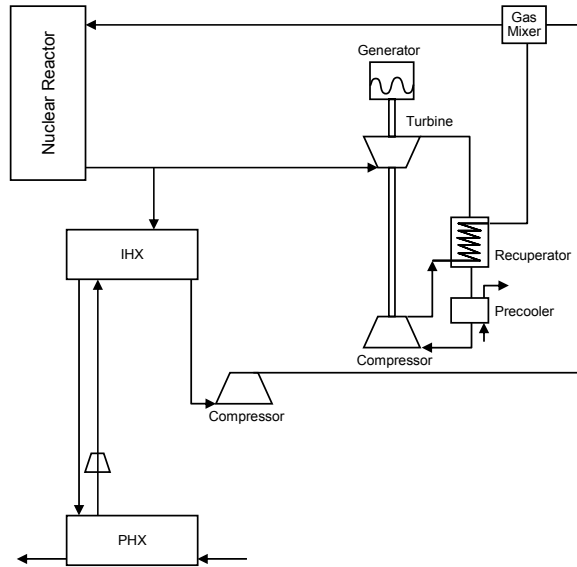 Gas
Mixer
Generator
Nuclear Reactor
Turbine
IHX
Recuperator
Precooler
Compressor
Compressor
PHX